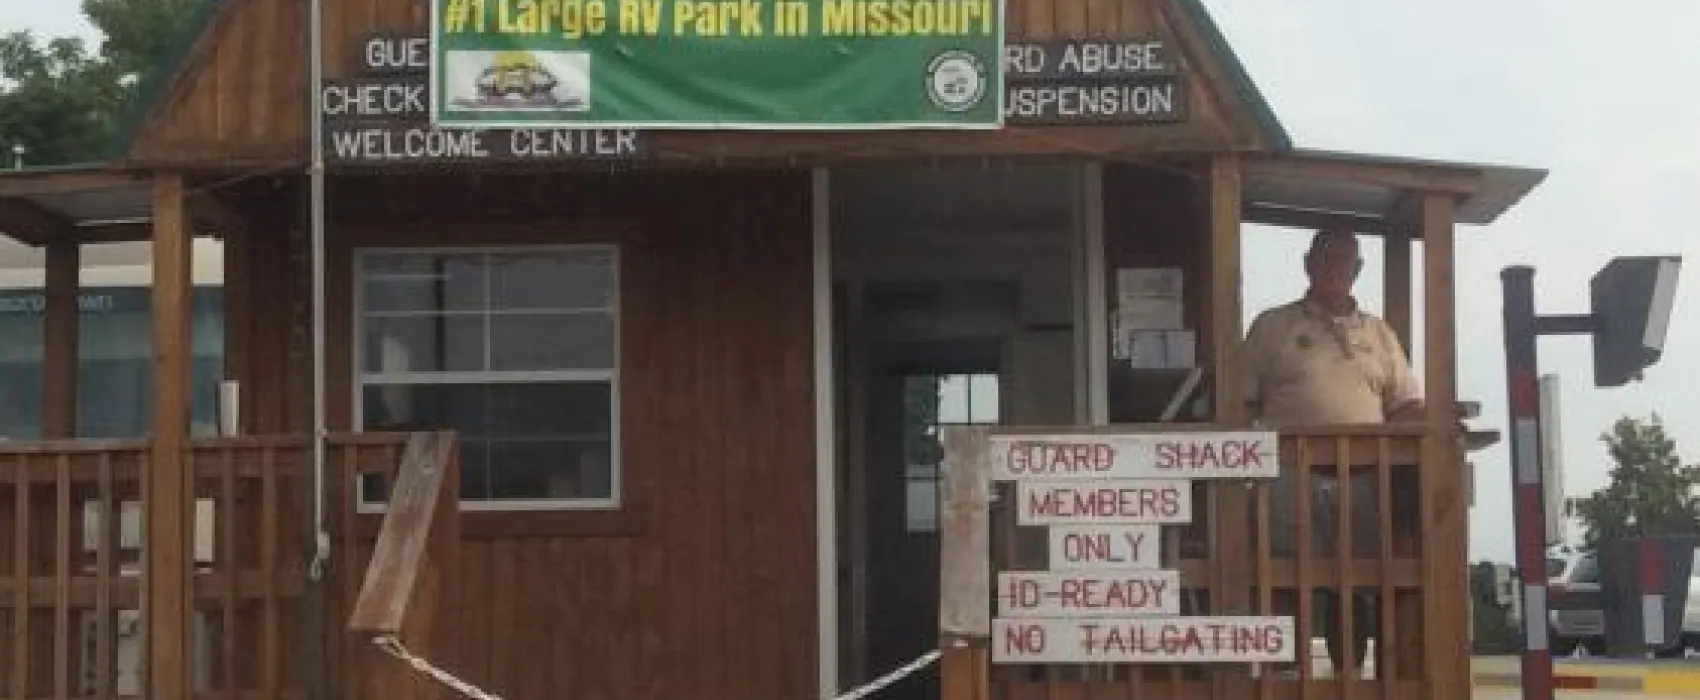 #1 Large RV Park in Missouri
GUE
RD ABUSE
CHECK
USPENSION
WELCOME CENTER
GUARD SHACK
MEMBERS
ONLY
ID-READY
NO TAILGATING